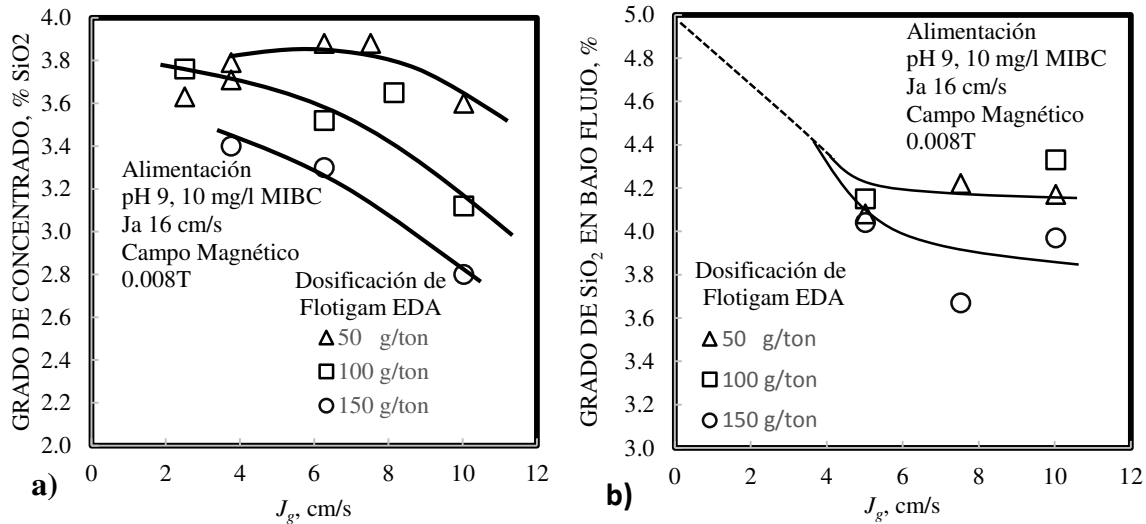 GRADO DE CONCENTRADO, % SiO2
4.0
3.8
3.6
3.4
3.2
3.0
2.8
2.6
2.4
2.2
2.0
Alimentación
pH 9, 10 mg/l MIBC
Ja 16 cm/s
Campo Magnético
0.008T
Dosificación de
Flotigam EDA
50 g/ton
100 g/ton
150 g/ton
0 2 4 6 8 10 12
a)
Jg, cm/s
GRADO DE SiO2 EN BAJO FLUJO, %
5.0
4.8
4.6
4.4
4.2
4.0
3.8
3.6
3.4
3.2
3.0
Alimentación
pH 9, 10 mg/l MIBC
Ja 16 cm/s
Campo Magnético
0.008T
Dosificación de
Flotigam EDA
50 g/ton
100 g/ton
150 g/ton
0 2 4 6 8 10 12
b)
Jg, cm/s